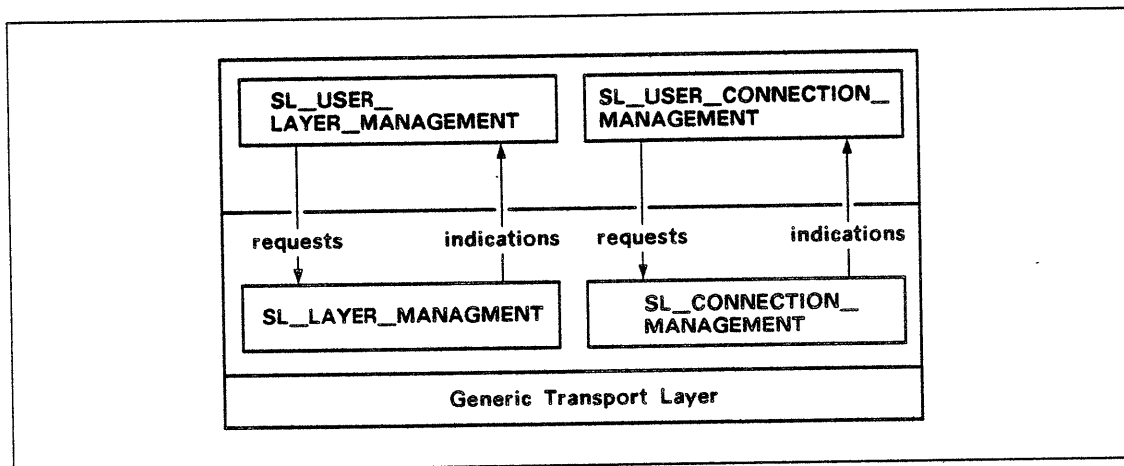 SL_USER_
LAYER_MANAGEMENT
SL_USER_CONNECTION_
MANAGEMENT
requests
indications
requests
indications
SL_LAYER_MANAGMENT
SL_CONNECTION_
MANAGEMENT
Generic Transport Layer